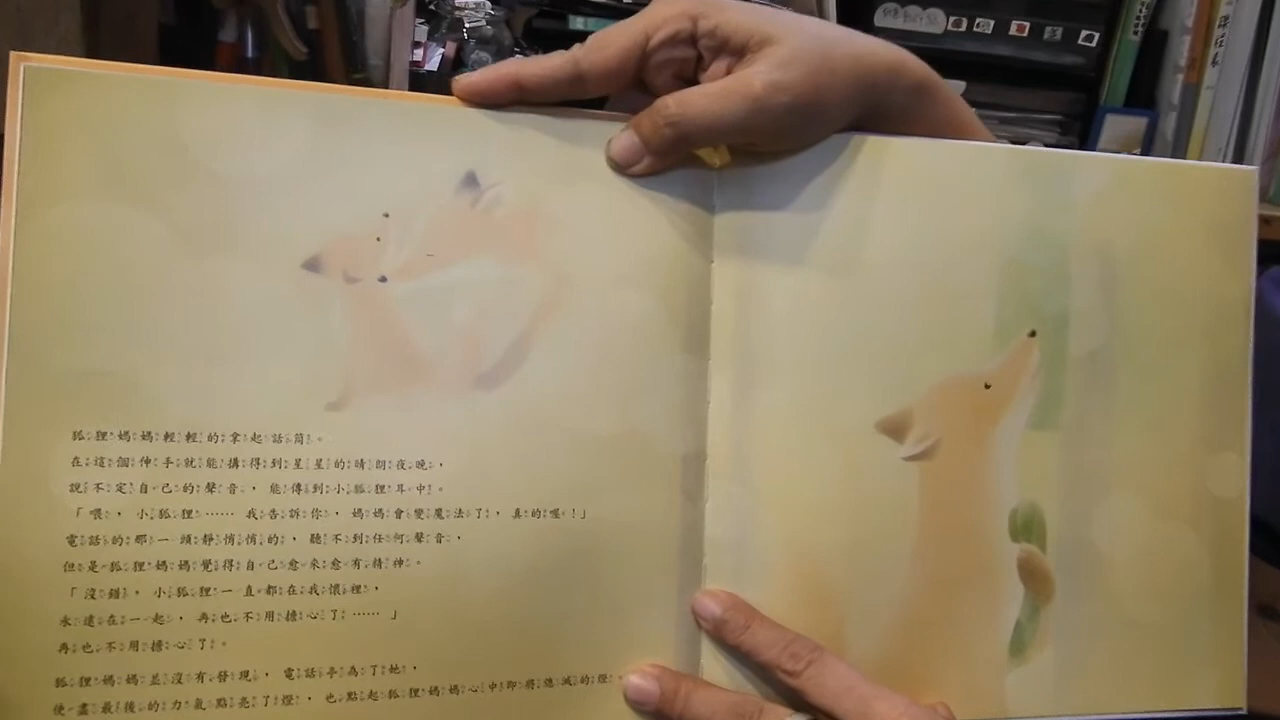 狐狸媽媽輕輕的拿起話筒。
在這個伸手就能搆得到星星的晴朗夜晚，
說不定自己的聲音，能傳到小狐狸耳中。
「喂，小狐狸……我告訴你，媽媽會變魔法了，真的喔！」
電話的那一頭靜悄悄的，聽不到任何聲音，
但是狐狸媽媽覺得自己愈來愈有精神。
「沒錯。小狐狸一直都在我懷裡，
永遠在一起，再也不用擔心了……」
再也不用擔心了。
狐狸媽媽並沒有發現，電話亭為了她，
使盡最後的力氣點亮了燈，也點起狐狸媽媽心中即將熄滅的燈。